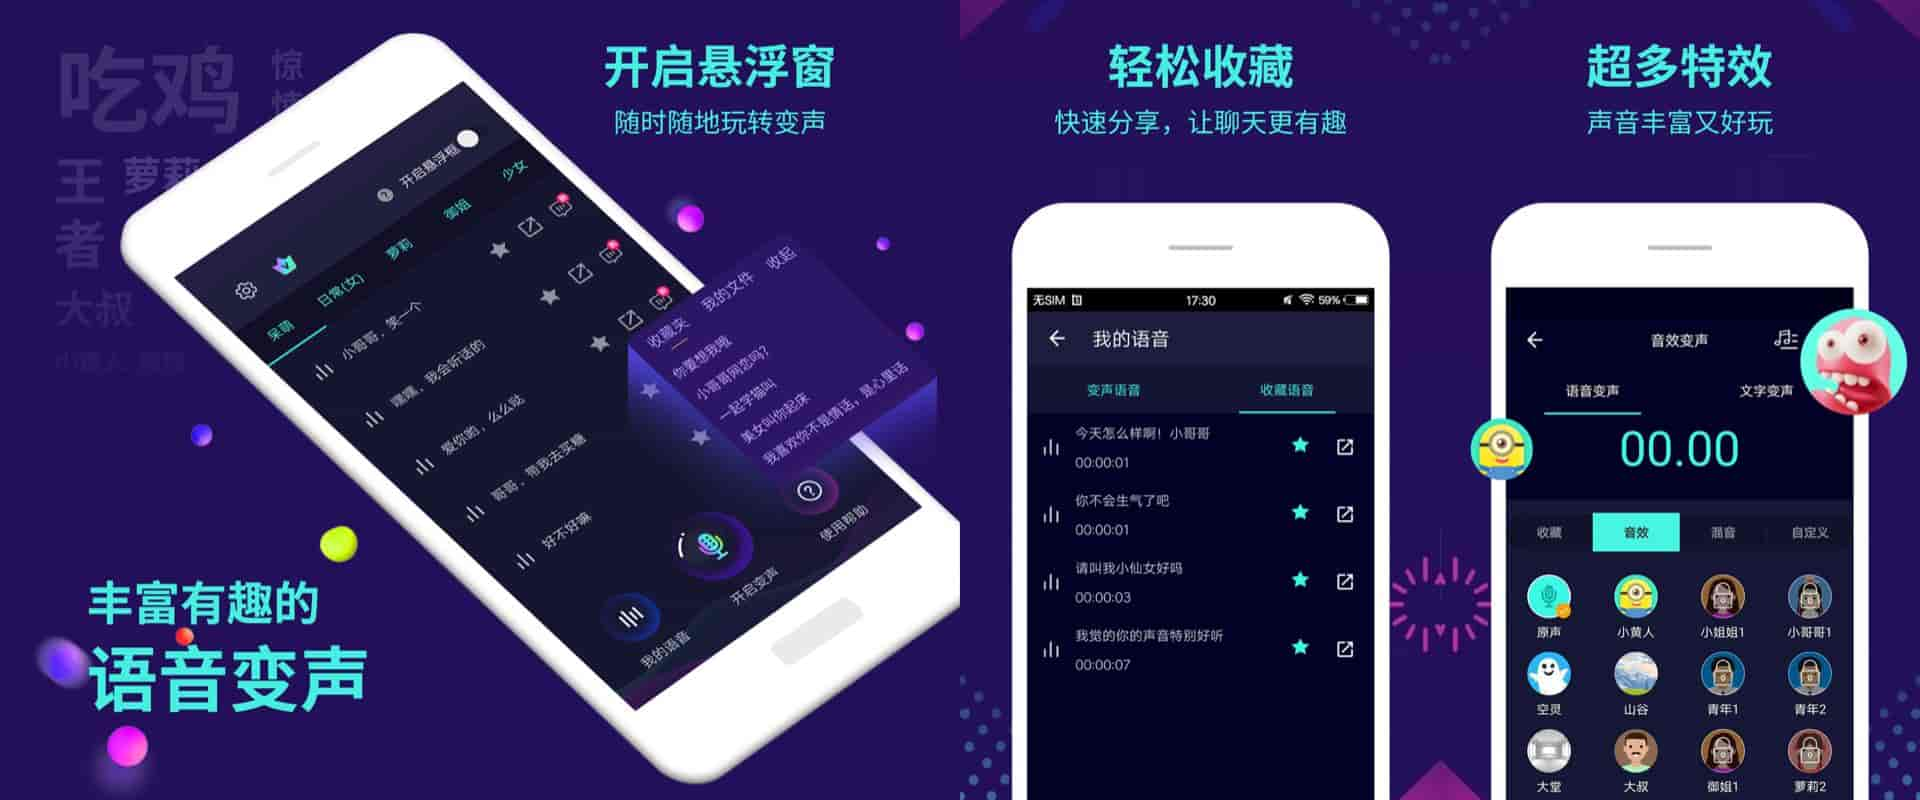 吃鸡
惊
惊
王者
萝莉
大叔
开启悬浮窗
随时随地玩转变声
开启悬浮框
呆萌
日常(女)
萝莉
御姐
少女
小哥哥，笑一个
嘿嘿，我会听话的
爱你哟，么么哒
哥哥，带我去买糖
好不好嘛
收藏夹
我的文件
收起
你要想我哦
小哥哥网恋吗？
一起学猫叫
美女叫你起床
我喜欢你不是情话，是心里话
我的语音
开启变声
使用帮助
丰富有趣的
语音变声
轻松收藏
快速分享，让聊天更有趣
无SIM
17:30
59%
我的语音
变声语音
收藏语音
今天怎么样啊！小哥哥
00:00:01
你不会生气了吧
00:00:01
请叫我小仙女好吗
00:00:03
我觉的你的声音特别好听
00:00:07
超多特效
声音丰富又好玩
音效变声
语音变声
文字变声
00.00
收藏
音效
混音
自定义
原声
小黄人
小姐姐1
小哥哥1
空灵
山谷
青年1
青年2
大堂
大叔
御姐1
萝莉2